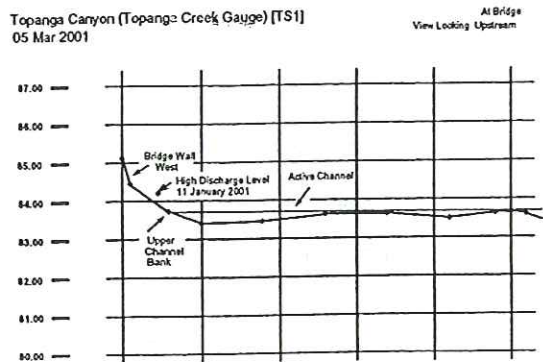 Topanga Canyon (Topanga Creek Gauge) [TS1]
05 Mar 2001
At Bridge
View Looking Upstream
87.00
86.00
85.00
84.00
83.00
82.00
81.00
80.00
Bridge Wall
West
High Discharge Level
11 January 2001
Active Channel
Upper
Channel
Bank